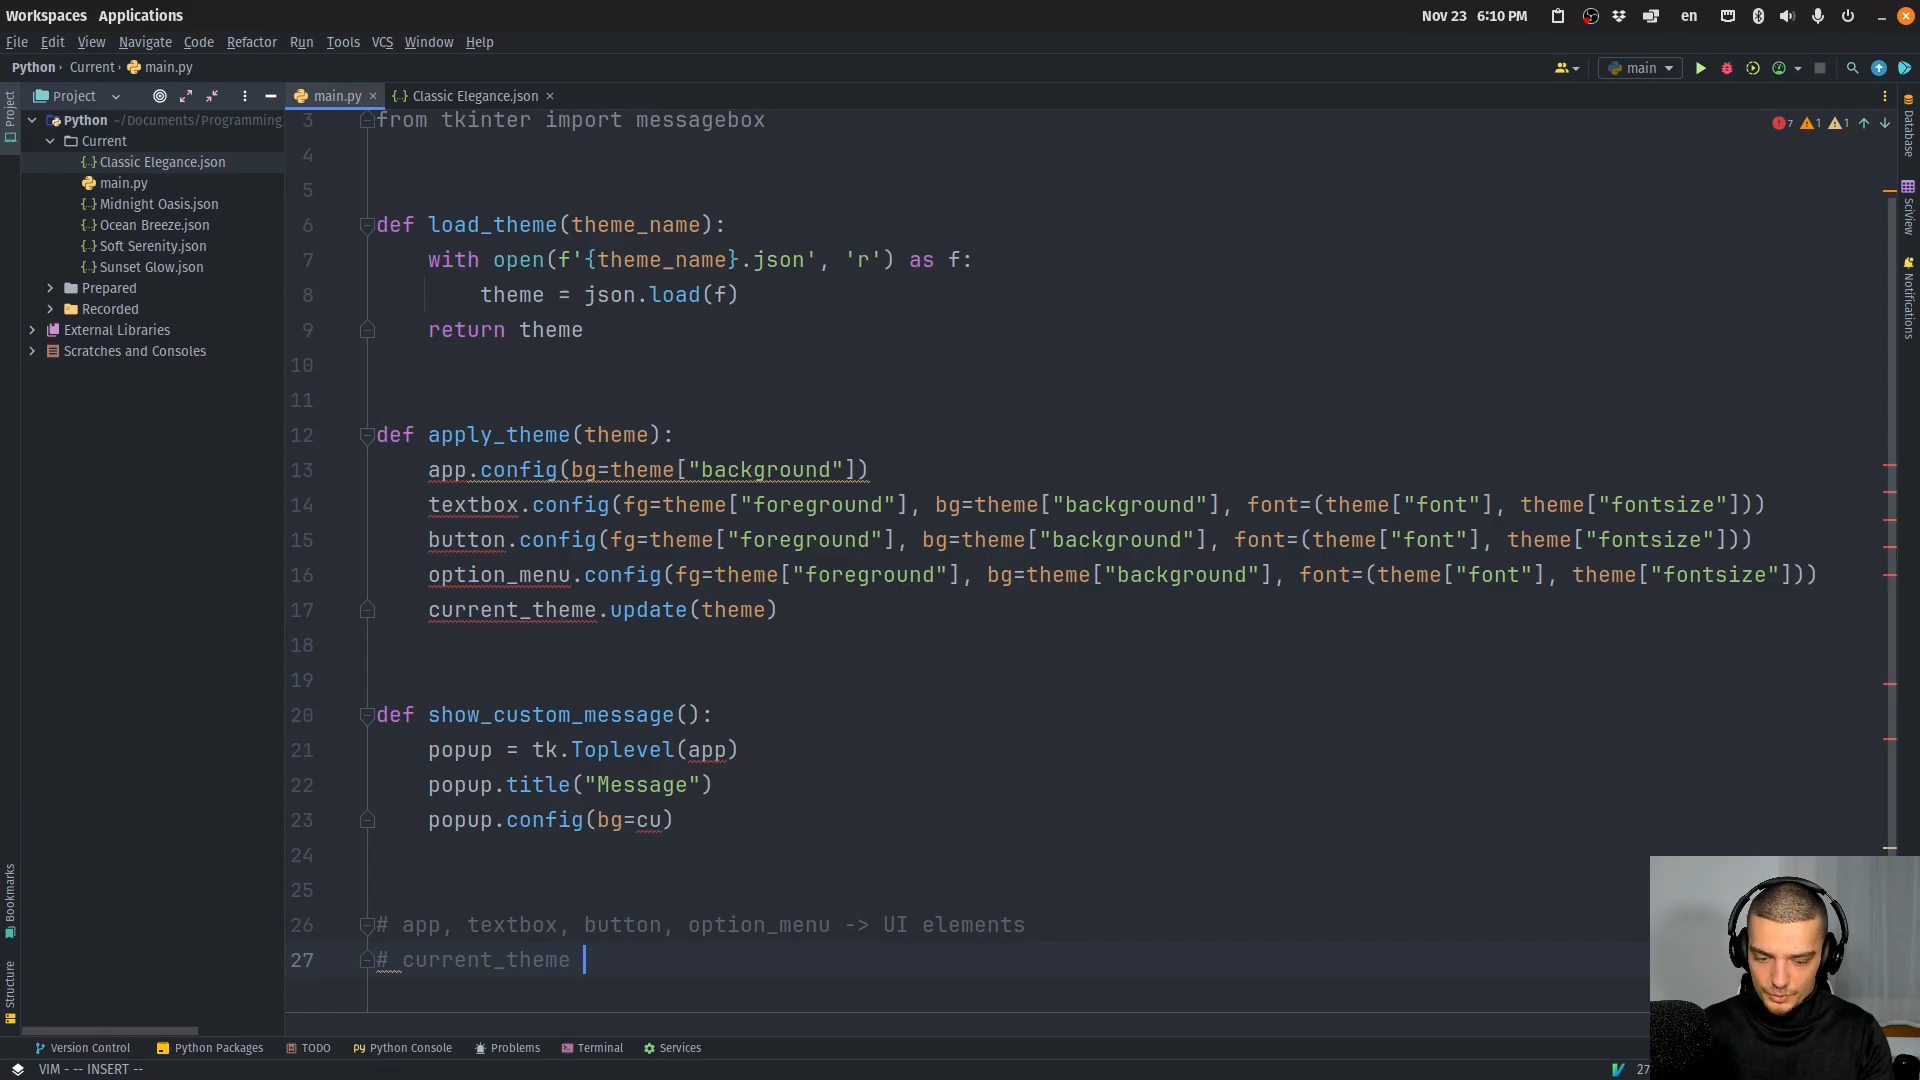 Workspaces Applications
Nov 23 6:10 PM
en
File Edit View Navigate Code Refactor Run Tools VCS Window Help
Python Current main.py
main
Project
main.py
Classic Elegance.json
7 1 1
Python ~/Documents/Programming
Current
Classic Elegance.json
main.py
Midnight Oasis.json
Ocean Breeze.json
Soft Serenity.json
Sunset Glow.json
Prepared
Recorded
External Libraries
Scratches and Consoles
Project
Bookmarks
Structure
Database
SciView
Notifications
3 from tkinter import messagebox
4
5
6 def load_theme(theme_name):
7 with open(f'{theme_name}.json', 'r') as f:
8 theme = json.load(f)
9 return theme
10
11
12 def apply_theme(theme):
13 app.config(bg=theme["background"])
14 textbox.config(fg=theme["foreground"], bg=theme["background"], font=(theme["font"], theme["fontsize"]))
15 button.config(fg=theme["foreground"], bg=theme["background"], font=(theme["font"], theme["fontsize"]))
16 option_menu.config(fg=theme["foreground"], bg=theme["background"], font=(theme["font"], theme["fontsize"]))
17 current_theme.update(theme)
18
19
20 def show_custom_message():
21 popup = tk.Toplevel(app)
22 popup.title("Message")
23 popup.config(bg=cu)
24
25
26 # app, textbox, button, option_menu -> UI elements
27 # current_theme
Version Control Python Packages TODO Python Console Problems Terminal Services
VIM - -- INSERT --
27